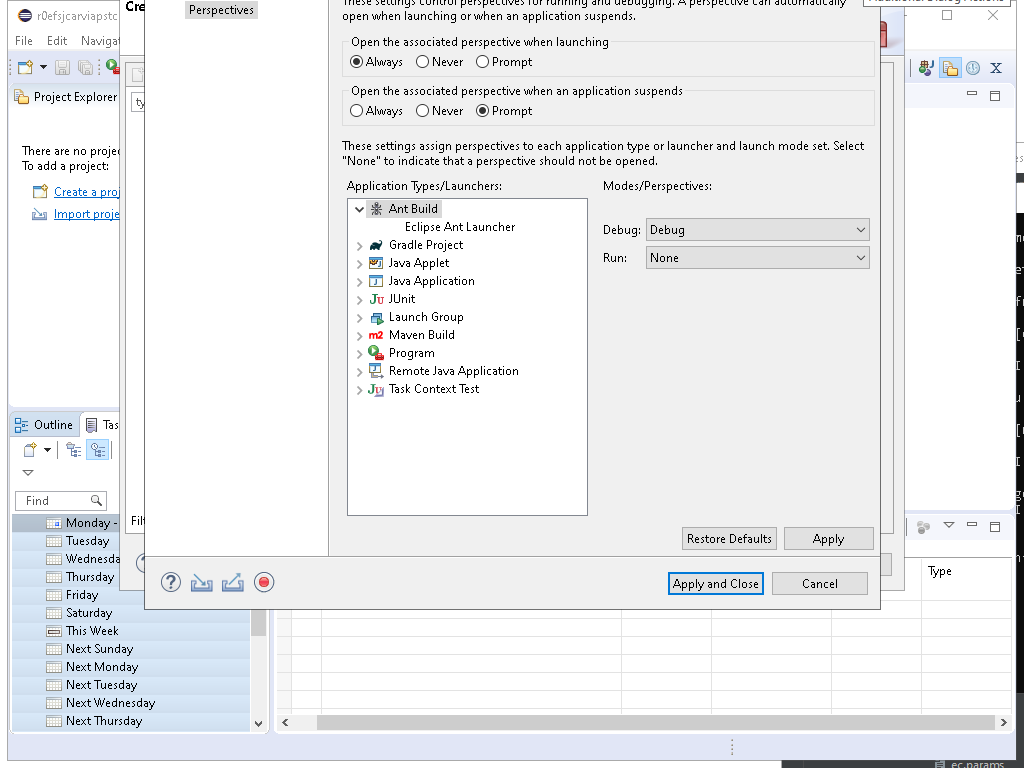 r0efsjcarviapstc
Cre
Perspectives
These settings control perspectives for running and debugging. A perspective can automatically
open when launching or when an application suspends.
File Edit Navigat
Open the associated perspective when launching
Always Never Prompt
Open the associated perspective when an application suspends
Always Never Prompt
Project Explorer
ty
There are no projec
To add a project:
Create a proj
Import proje
These settings assign perspectives to each application type or launcher and launch mode set. Select
"None" to indicate that a perspective should not be opened.
Application Types/Launchers:
Modes/Perspectives:
Ant Build
Eclipse Ant Launcher
Gradle Project
Java Applet
Java Application
JUnit
Launch Group
Maven Build
Program
Remote Java Application
Task Context Test
Debug: Debug
Run: None
Outline Tas
Find
Filt
Monday -
Tuesday
Wednesda
Thursday
Friday
Saturday
This Week
Next Sunday
Next Monday
Next Tuesday
Next Wednesday
Next Thursday
Restore Defaults Apply
Apply and Close Cancel
Type
ec.params